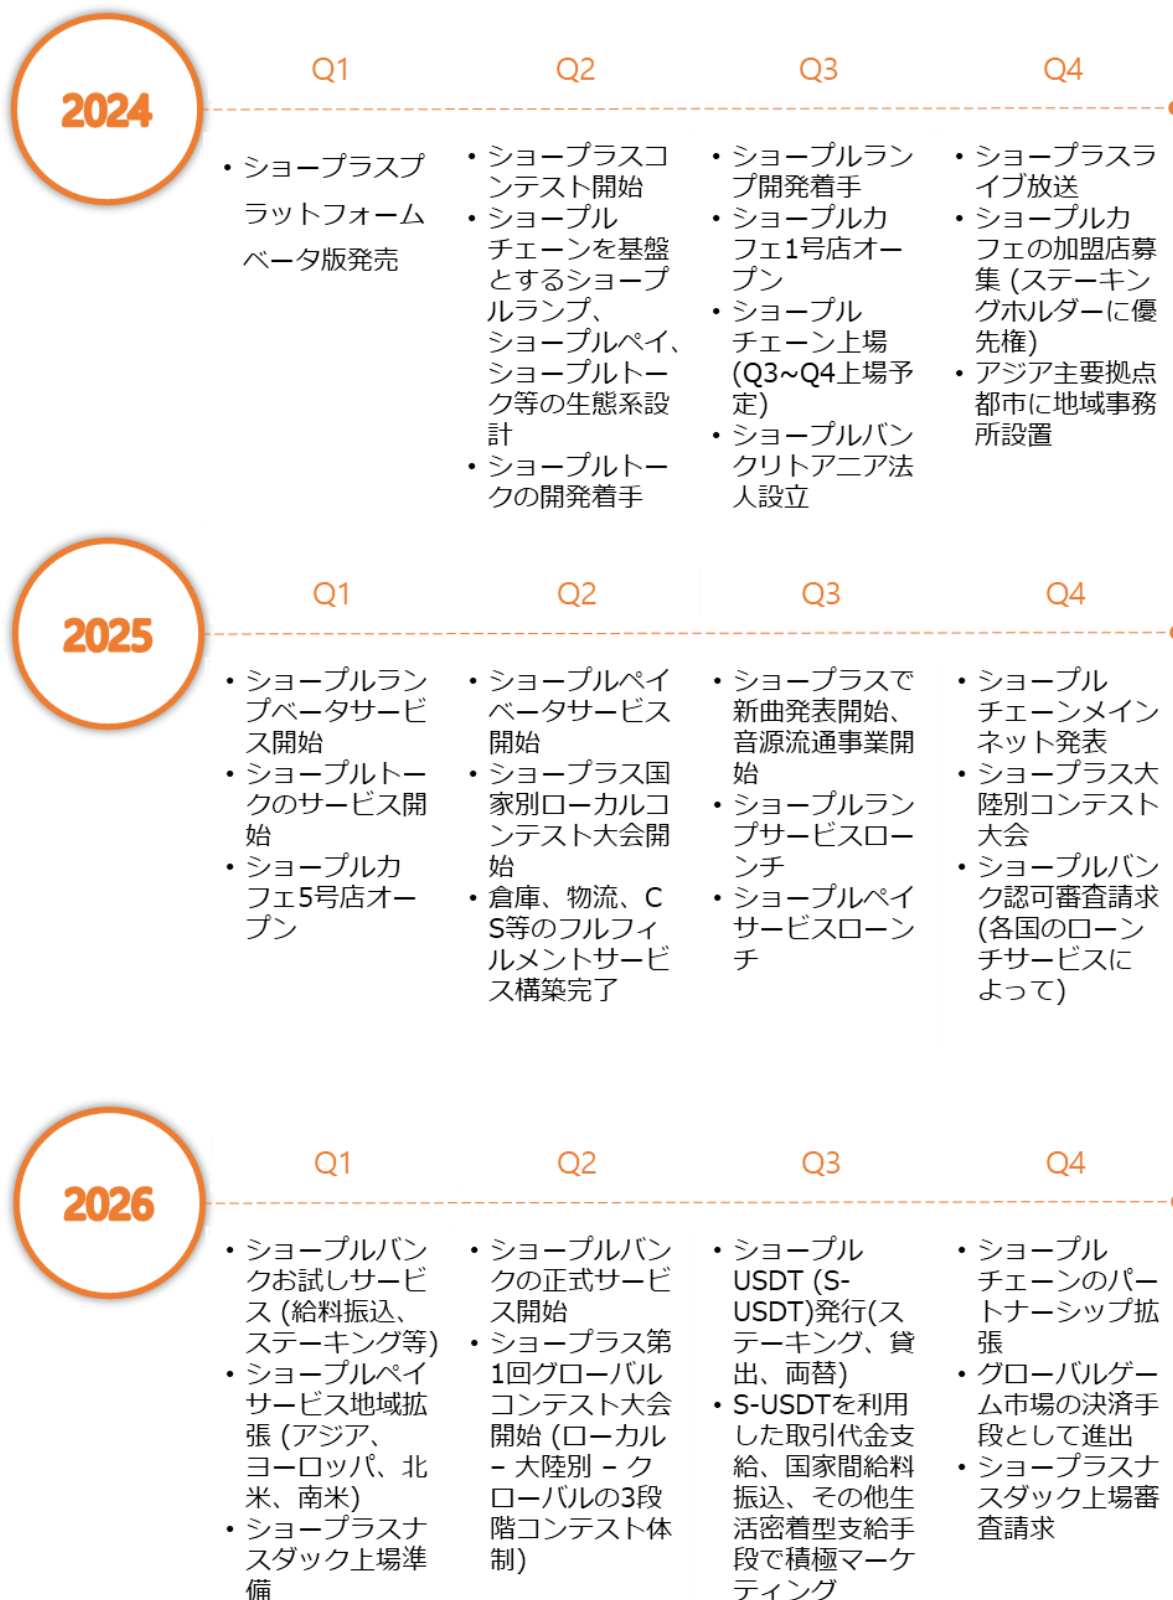 2024
Q1
・ショープラスプ
ラットフォーム
ベータ版発売
Q2
・ショープラスコ
ンテスト開始
・ショープル
チェーンを基盤
とするショープ
ルランプ、
ショープルペイ、
ショープルトー
ク等の生態系設
計
・ショープルトー
クの開発着手
Q3
・ショープルラン
プ開発着手
・ショープルカ
フェ1号店オー
プン
・ショープル
チェーン上場
(Q3~Q4上場予
定)
・ショープルバン
クリトアニア法
人設立
Q4
・ショープラスラ
イブ放送
・ショープルカ
フェの加盟店募
集 (ステーキン
グホルダーに優
先権)
・アジア主要拠点
都市に地域事務
所設置
2025
Q1
・ショープルラン
プベータサービ
ス開始
・ショープルトー
クのサービス開
始
・ショープルカ
フェ5号店オー
プン
Q2
・ショープルペイ
ベータサービス
開始
・ショープラス国
家別ローカルコ
ンテスト大会開
始
・倉庫、物流、C
S等のフルフィ
ルメントサービ
ス構築完了
Q3
・ショープラスで
新曲発表開始、
音源流通事業開
始
・ショープルラン
プサービスロー
ンチ
・ショープルペイ
サービスローン
チ
Q4
・ショープル
チェーンメイン
ネット発表
・ショープラス大
陸別コンテスト
大会
・ショープルバン
ク認可審査請求
(各国のローン
チサービスに
よって)
2026
Q1
・ショープルバン
クお試しサービ
ス (給料振込、
ステーキング等)
・ショープルペイ
サービス地域拡
張 (アジア、
ヨーロッパ、北
米、南米)
・ショープラスナ
スダック上場準
備
Q2
・ショープルバン
クの正式サービ
ス開始
・ショープラス第
1回グローバル
コンテスト大会
開始 (ローカル
– 大陸別 – ク
ローバルの3段
階コンテスト体
制)
Q3
・ショープル
USDT (S-
USDT)発行(ス
テーキング、貸
出、両替)
・S-USDTを利用
した取引代金支
給、国家間給料
振込、その他生
活密着型支給手
段で積極マーケ
ティング
Q4
・ショープル
チェーンのパー
トナーシップ拡
張
・グローバルゲー
ム市場の決済手
段として進出
・ショープラスナ
スダック上場審
査請求